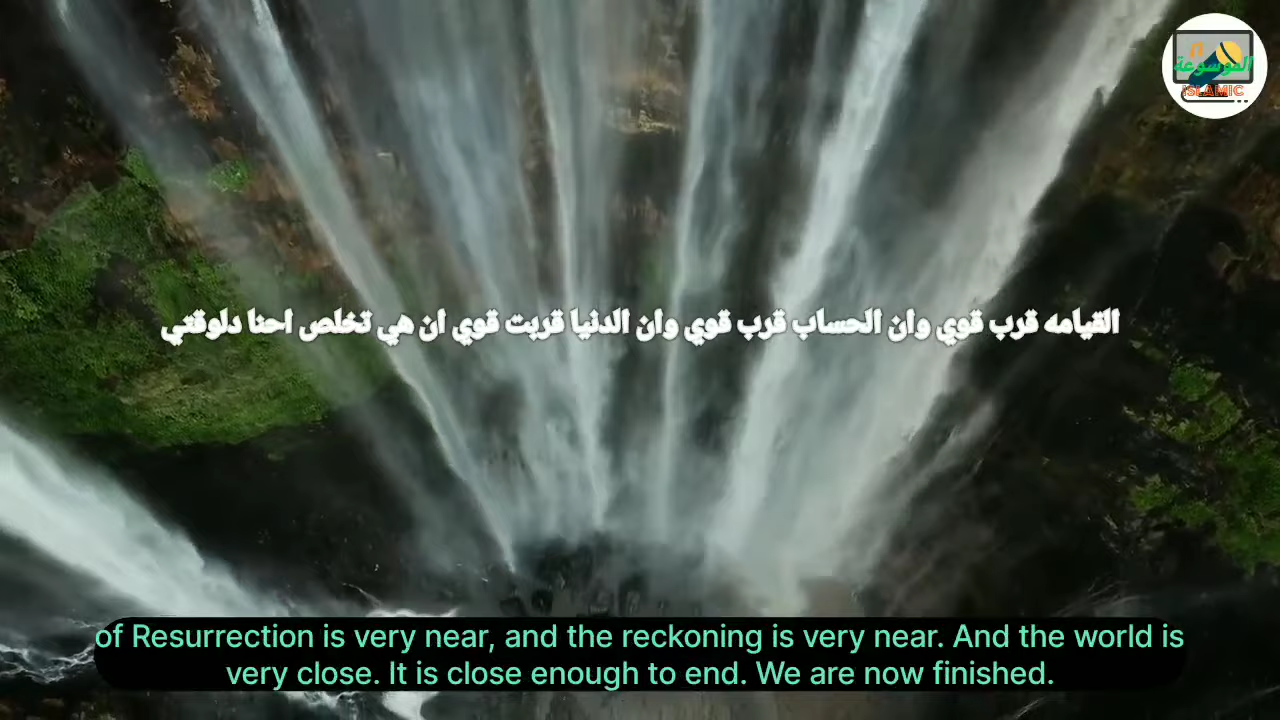 الموسوعة
ISLAMIC
القيامه قرب قوي وان الحساب قرب قوي وان الدنيا قربت قوي ان هي تخلص احنا دلوقتي
of Resurrection is very near, and the reckoning is very near. And the world is
very close. It is close enough to end. We are now finished.